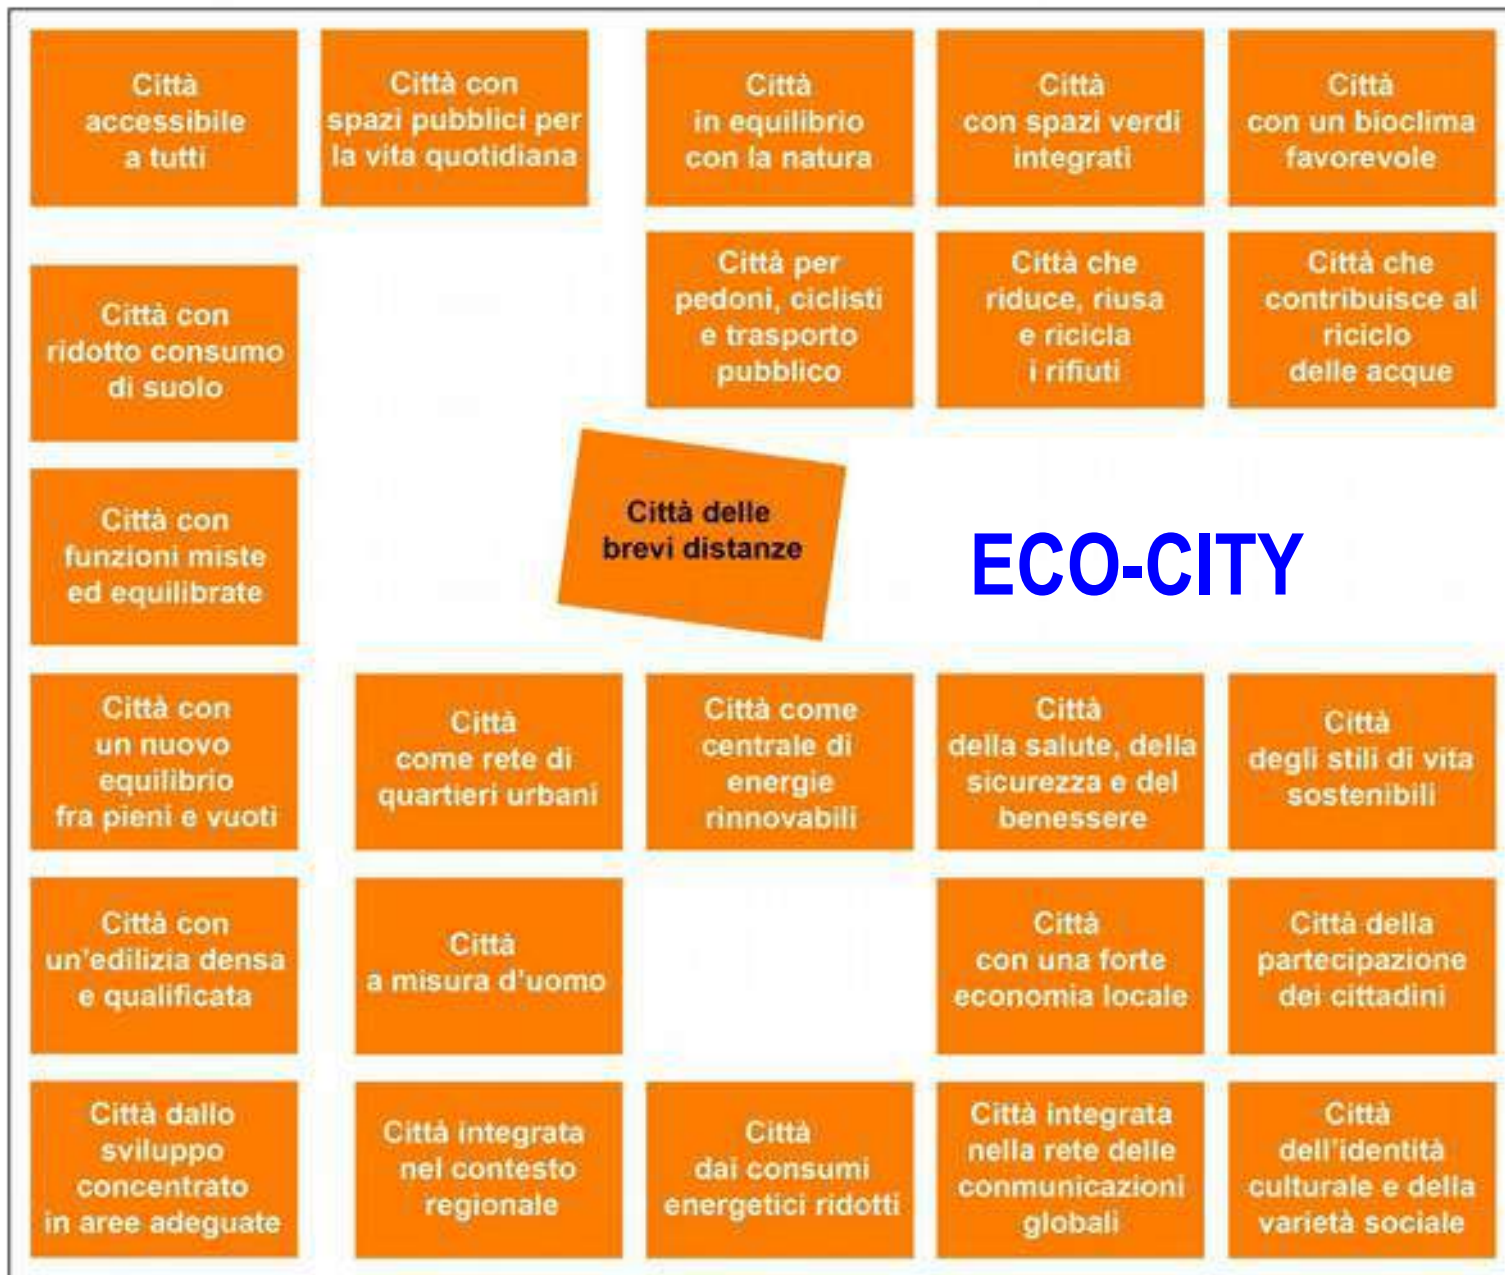 Città
accessibile
a tutti
Città con
spazi pubblici per
la vita quotidiana
Città
in equilibrio
con la natura
Città
con spazi verdi
integrati
Città
con un bioclima
favorevole
Città per
pedoni, ciclisti
e trasporto
pubblico
Città che
riduce, riusa
e ricicla
i rifiuti
Città che
contribuisce al
riciclo
delle acque
Città con
ridotto consumo
di suolo
Città delle
brevi distanze
ECO-CITY
Città con
funzioni miste
ed equilibrate
Città con
un nuovo
equilibrio
fra pieni e vuoti
Città
come rete di
quartieri urbani
Città come
centrale di
energie
rinnovabili
Città
della salute, della
sicurezza e del
benessere
Città
degli stili di vita
sostenibili
Città con
un'edilizia densa
e qualificata
Città
a misura d'uomo
Città
con una forte
economia locale
Città della
partecipazione
dei cittadini
Città dallo
sviluppo
concentrato
in aree adeguate
Città integrata
nel contesto
regionale
Città
dai consumi
energetici ridotti
Città integrata
nella rete delle
conmunicazioni
globali
Città
dell'identità
culturale e della
varietà sociale